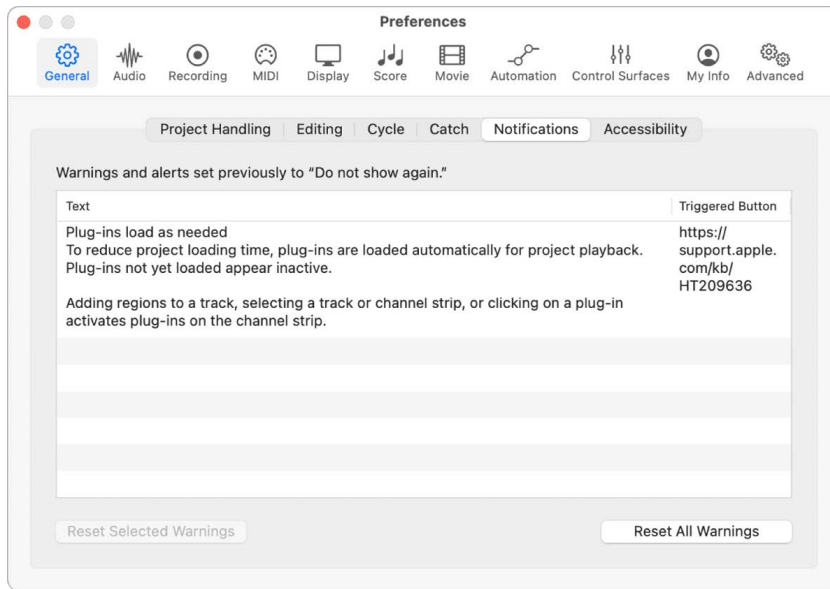 Preferences
General Audio Recording MIDI Display Score Movie Automation Control Surfaces My Info Advanced
Project Handling Editing Cycle Catch Notifications Accessibility
Warnings and alerts set previously to “Do not show again.”
Text Triggered Button
Plug-ins load as needed
To reduce project loading time, plug-ins are loaded automatically for project playback.
Plug-ins not yet loaded appear inactive.
Adding regions to a track, selecting a track or channel strip, or clicking on a plug-in
activates plug-ins on the channel strip.
https://
support.apple.
com/kb/
HT209636
Reset Selected Warnings Reset All Warnings